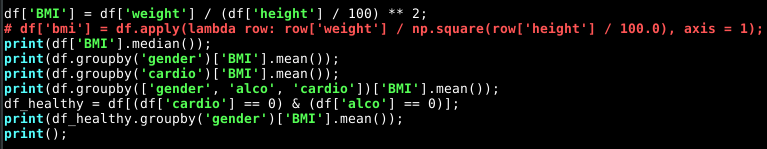 df['BMI'] = df['weight'] / (df['height'] / 100) ** 2;
# df['bmi'] = df.apply(lambda row: row['weight'] / np.square(row['height'] / 100.0), axis = 1);
print(df['BMI'].median());
print(df.groupby('gender')['BMI'].mean());
print(df.groupby('cardio')['BMI'].mean());
print(df.groupby(['gender', 'alco', 'cardio'])['BMI'].mean());
df_healthy = df[(df['cardio'] == 0) & (df['alco'] == 0)];
print(df_healthy.groupby('gender')['BMI'].mean());
print();